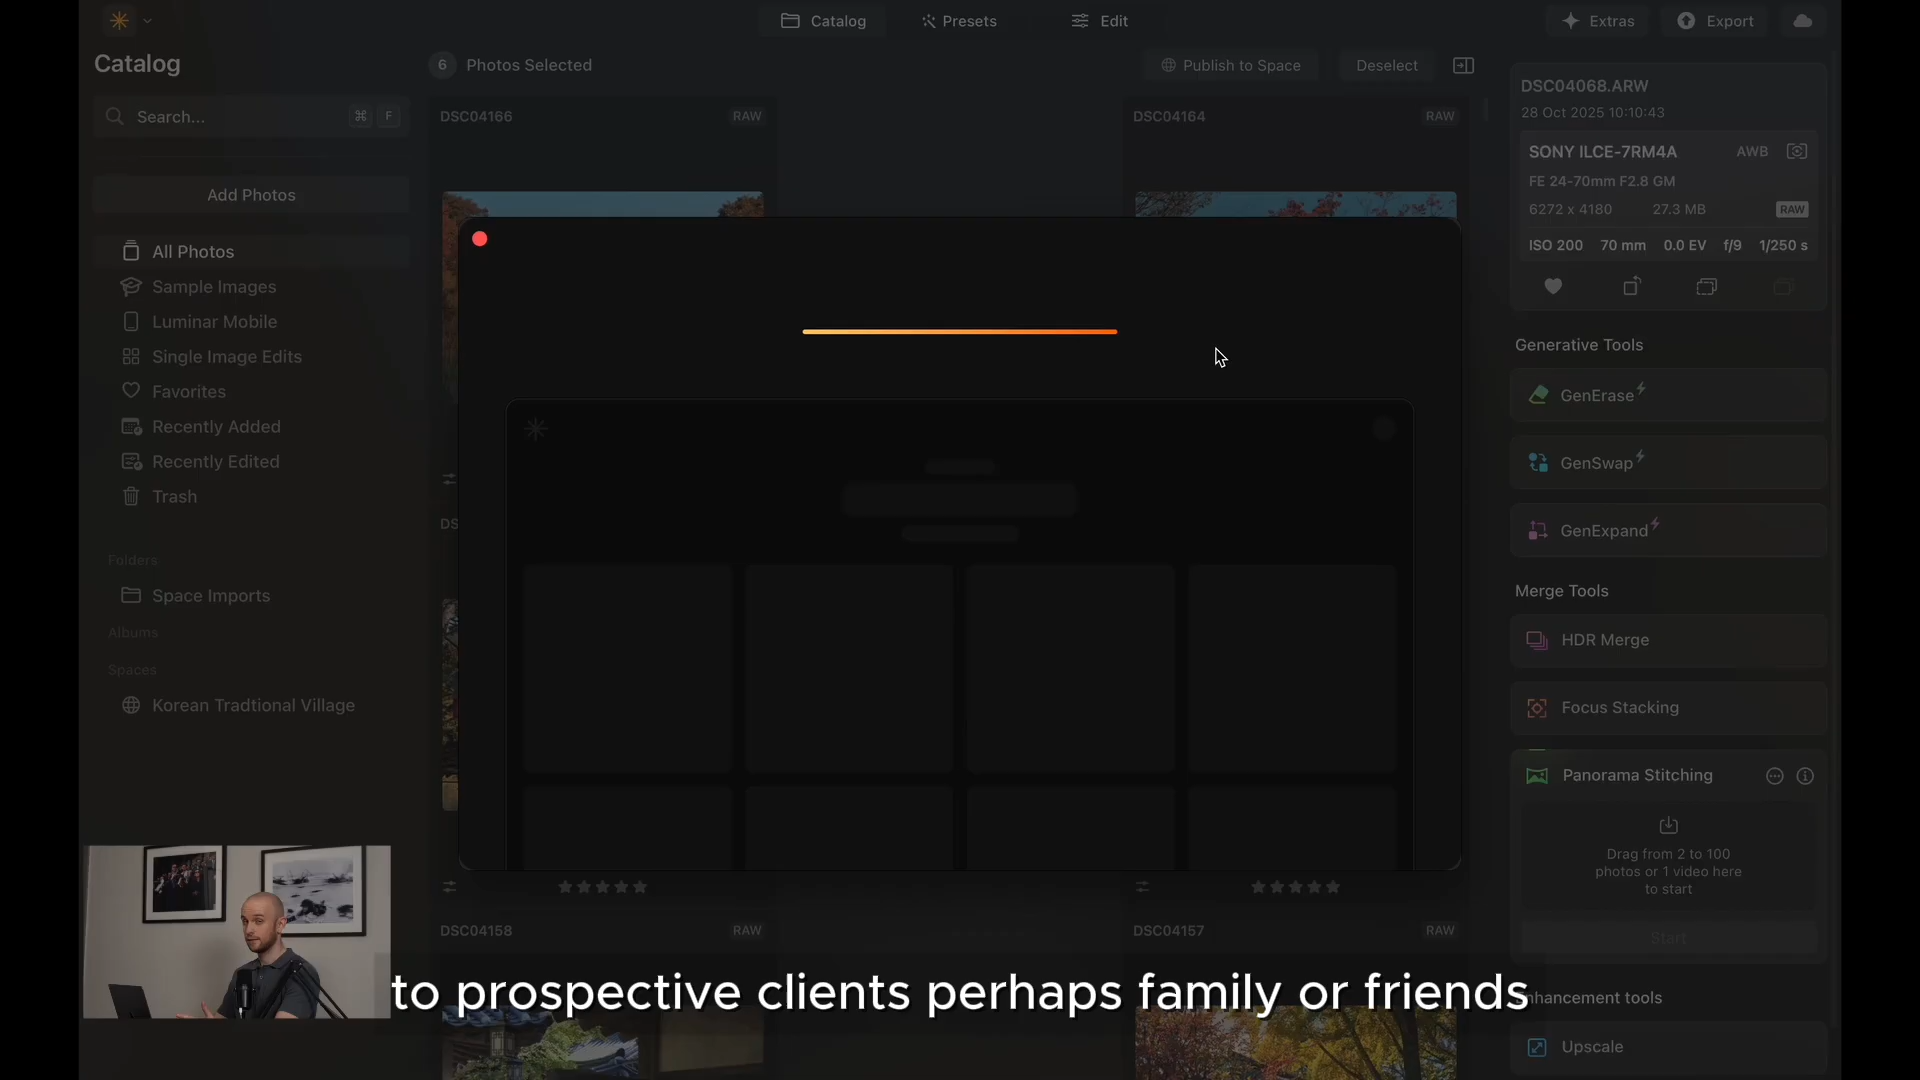 Catalog
Presets
Edit
Extras
Export
Catalog
6 Photos Selected
Publish to Space
Deselect
Search...
⌘ F
Add Photos
All Photos
Sample Images
Luminar Mobile
Single Image Edits
Favorites
Recently Added
Recently Edited
Trash
Folders
Space Imports
Albums
Spaces
Korean Tradtional Village
DSC04166 RAW
DSC04164 RAW
DS
DSC04158 RAW
DSC04157 RAW
DSC04068.ARW
28 Oct 2025 10:10:43
SONY ILCE-7RM4A AWB
FE 24-70mm F2.8 GM
6272 x 4180 27.3 MB RAW
ISO 200 70 mm 0.0 EV f/9 1/250 s
Generative Tools
GenErase
GenSwap
GenExpand
Merge Tools
HDR Merge
Focus Stacking
Panorama Stitching
Drag from 2 to 100
photos or 1 video here
to start
Start
nhancement tools
Upscale
to prospective clients perhaps family or friends